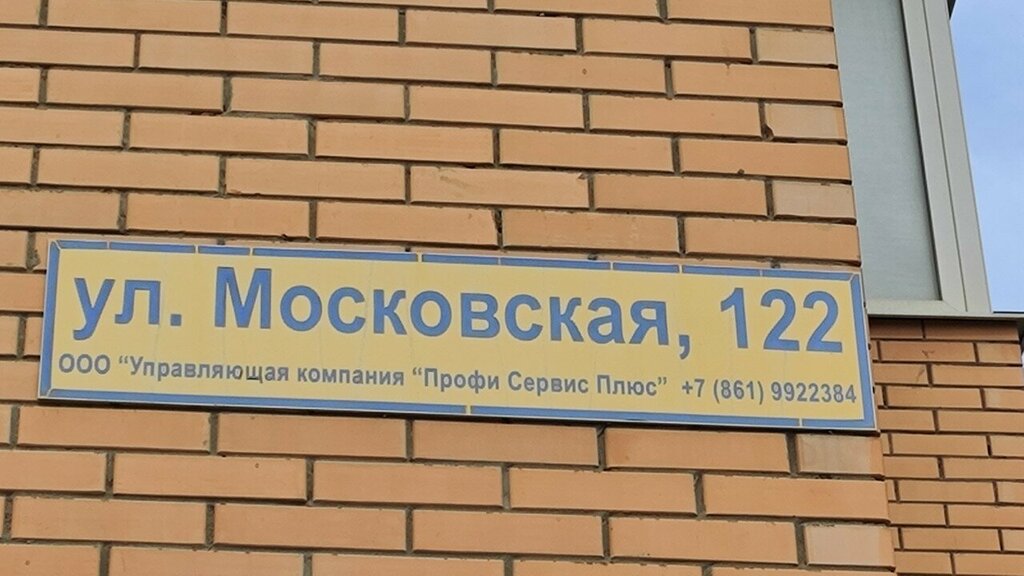 ул. Московская, 122
ООО “Управляющая компания “Профи Сервис Плюс” +7 (861) 9922384